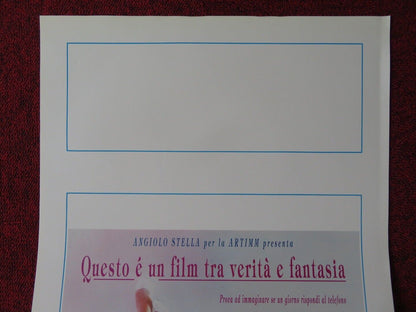 ANGIOLO STELLA per la ARTIMM presenta
Questo é un film tra verità e fantasia
Prova ad immaginare se un giorno rispondi al telefono